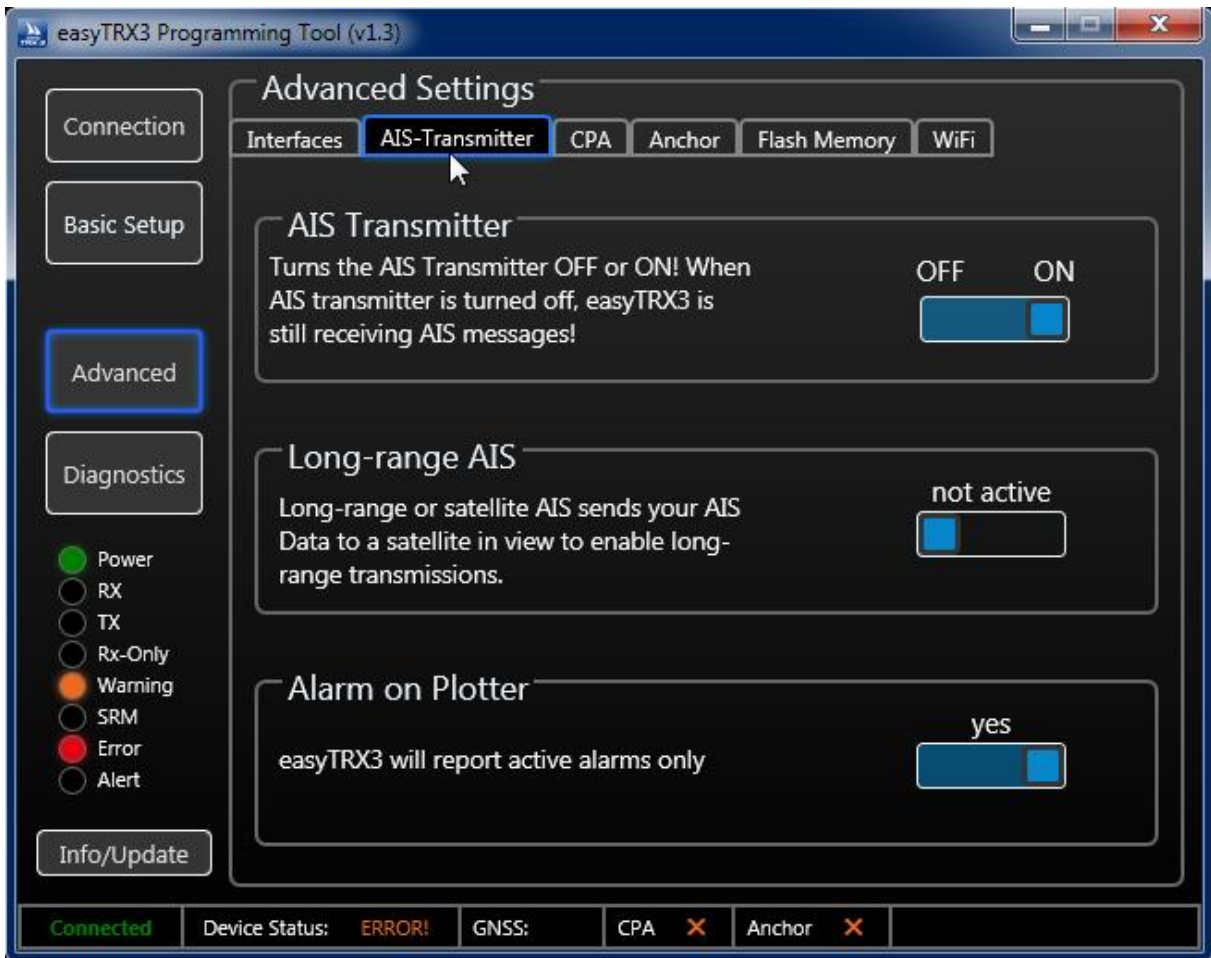 easyTRX3 Programming Tool (v1.3)
Connection
Basic Setup
Advanced
Diagnostics
Power
RX
TX
Rx-Only
Warning
SRM
Error
Alert
Info/Update
Advanced Settings
Interfaces AIS-Transmitter CPA Anchor Flash Memory WiFi
AIS Transmitter
Turns the AIS Transmitter OFF or ON! When
AIS transmitter is turned off, easyTRX3 is
still receiving AIS messages!
OFF ON
Long-range AIS
Long-range or satellite AIS sends your AIS
Data to a satellite in view to enable long-
range transmissions.
not active
Alarm on Plotter
easyTRX3 will report active alarms only
yes
Connected Device Status: ERROR! GNSS: CPA ✕ Anchor ✕